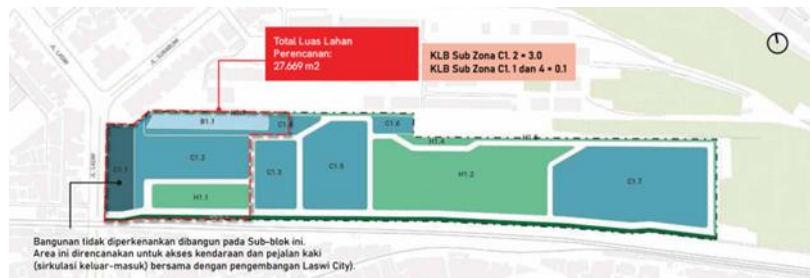 Total Luas Lahan
Perencanan:
27.669 m2
KLB Sub Zona C1. 2 = 3.0
KLB Sub Zona C1. 1 dan 4 = 0.1
JL. SUKABUMI
B1.1
C1.4
C1.6
H1.4
C1.1
C1.2
C1.3
C1.5
H1.2
C1.7
H1.1
Bangunan tidak diperkenankan dibangun pada Sub-blok ini.
Area ini direncanakan untuk akses kendaraan dan pejalan kaki
(sirkulasi keluar-masuk) bersama dengan pengembangan Laswi City).